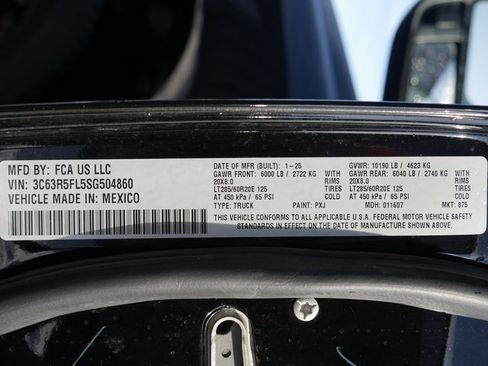 MFD BY: FCA US LLC
VIN: 3C63R5FL5SG504860
VEHICLE MADE IN: MEXICO
DATE OF MFR (BUILT): 1-25 GVWR: 10190 LB / 4623 KG
GAWR FRONT: 6000 LB / 2722 KG WITH GAWR REAR: 6040 LB / 2740 KG WITH
20X8.0 RIMS 20X8.0 RIMS
LT285/60R20E 125 TIRES LT285/60R20E 125 TIRES
AT 450 kPa / 65 PSI AT 450 kPa / 65 PSI
TYPE: TRUCK PAINT: PXJ MDH: 011607 MKT: 875
THIS VEHICLE CONFORMS TO ALL APPLICABLE U.S.A. FEDERAL MOTOR VEHICLE SAFETY
STANDARDS IN EFFECT ON THE DATE OF MANUFACTURE SHOWN ABOVE.